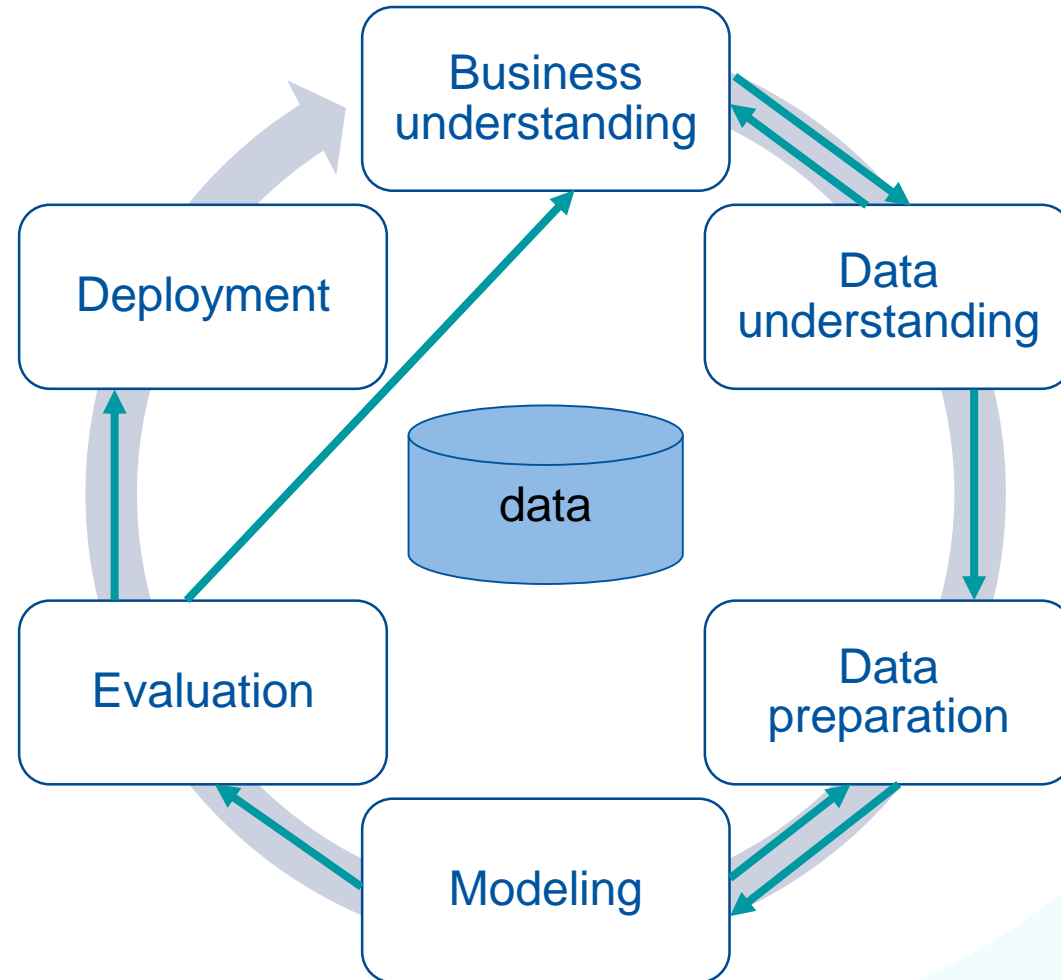 Business
understanding
Deployment
Data
understanding
data
Evaluation
Data
preparation
Modeling